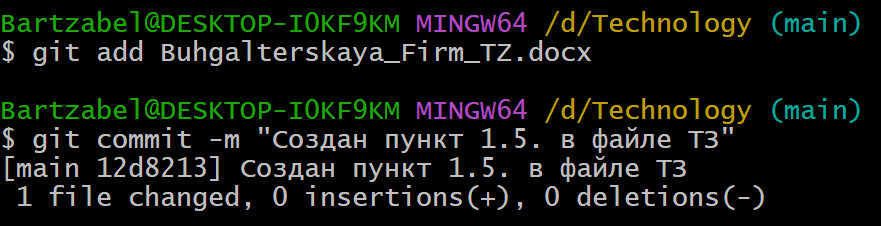 Bartzabel@DESKTOP-I0KF9KM MINGW64 /d/Technology (main)
$ git add Buhgalterskaya_Firm_TZ.docx
Bartzabel@DESKTOP-I0KF9KM MINGW64 /d/Technology (main)
$ git commit -m "Создан пункт 1.5. в файле ТЗ"
[main 12d8213] Создан пункт 1.5. в файле ТЗ
1 file changed, 0 insertions(+), 0 deletions(-)